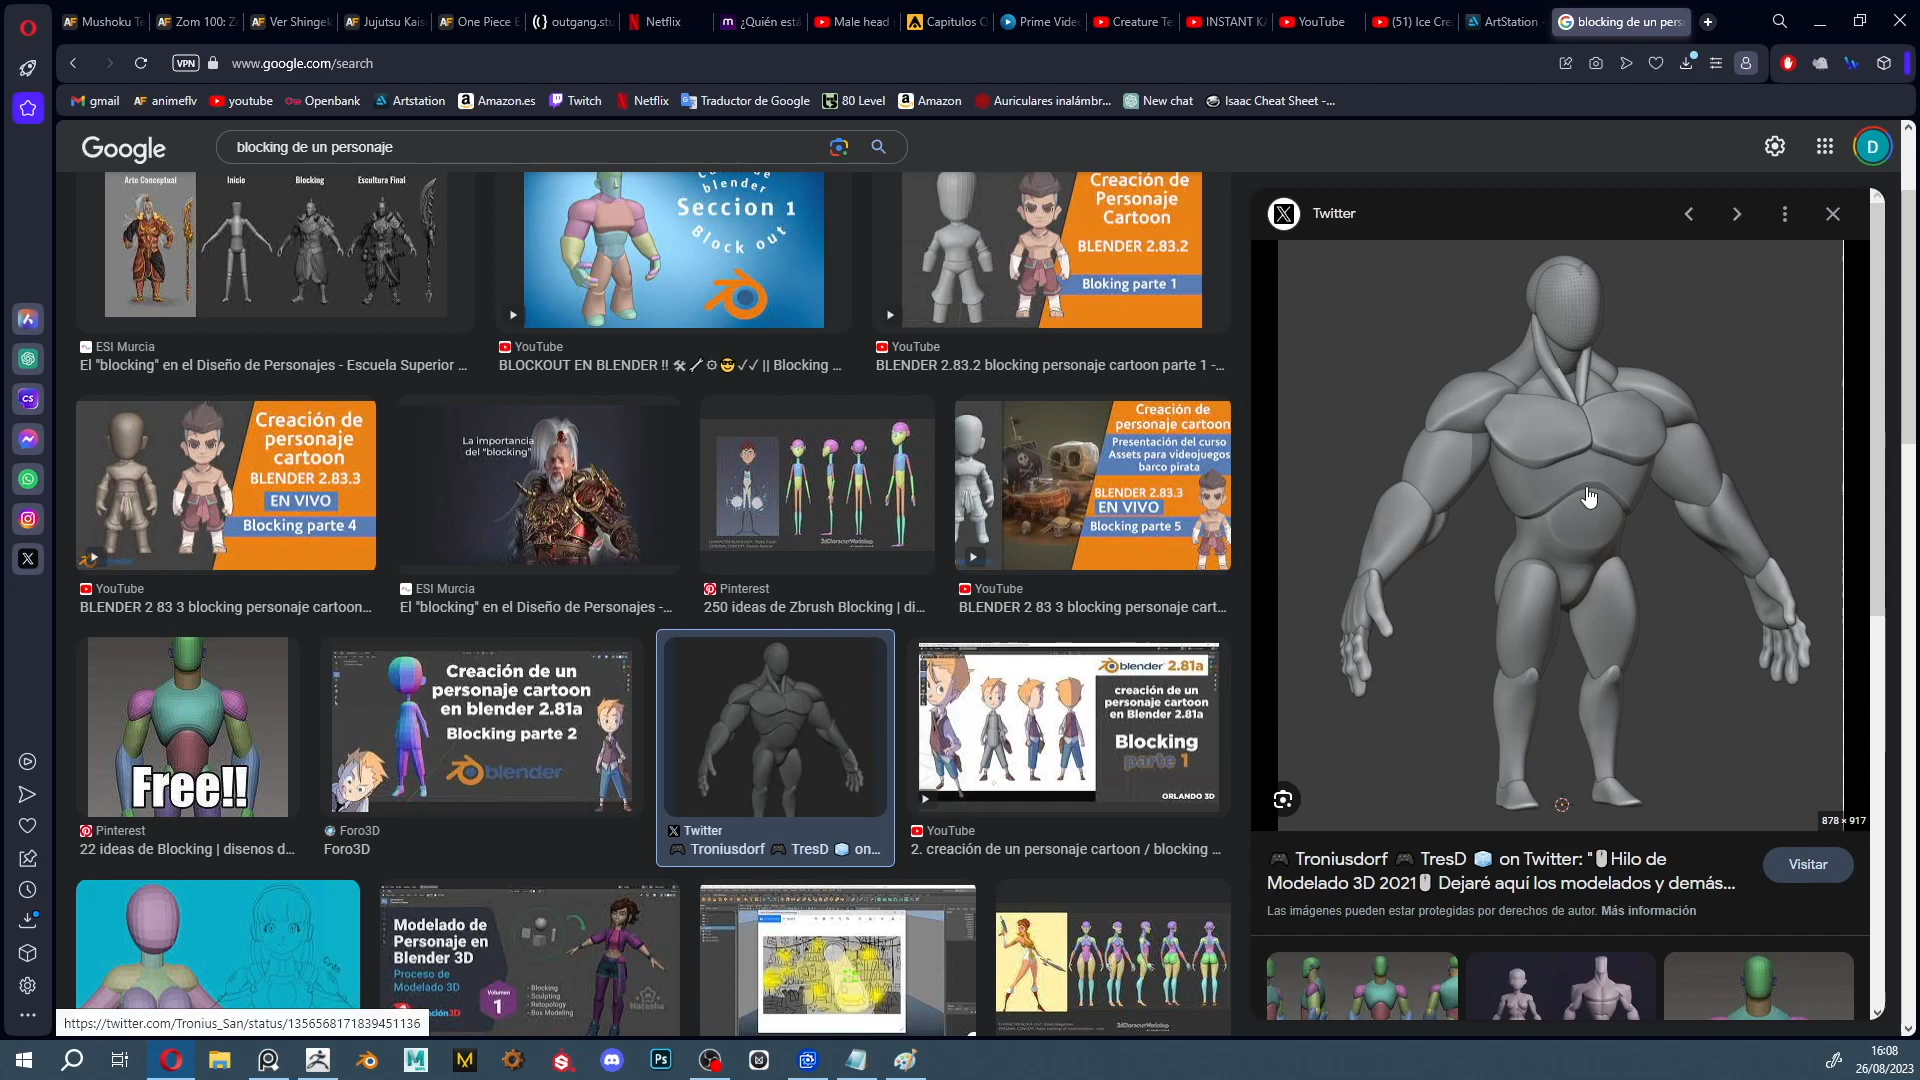 Mushoku Te
Zom 100: Z
Ver Shingek
Jujutsu Kais
One Piece E
outgang.stu
Netflix
¿Quién está
Male head
Capitulos O
Prime Vide
Creature Te
INSTANT K
YouTube
(51) Ice Cre
ArtStation
blocking de un pers
VPN
www.google.com/search
gmail
animeflv
youtube
Openbank
Artstation
Amazon.es
Twitch
Netflix
Traductor de Google
80 Level
Amazon
Auriculares inalámbr...
New chat
Isaac Cheat Sheet -...
Google
blocking de un personaje
D
Arte Conceptual
Inicio
Blocking
Escultura Final
blender
Seccion 1
Block out
Creación de
Personaje
Cartoon
BLENDER 2.83.2
Bloking parte 1
ESI Murcia
El "blocking" en el Diseño de Personajes - Escuela Superior ...
YouTube
BLOCKOUT EN BLENDER !! 🛠🦴⚙😎✓✓ || Blocking ...
YouTube
BLENDER 2.83.2 blocking personaje cartoon parte 1 -...
Creación de
personaje
cartoon
BLENDER 2.83.3
EN VIVO
Blocking parte 4
La importancia
del "blocking"
Creación de
personaje cartoon
Presentación del curso
Assets para videojuegos
barco pirata
BLENDER 2.83.3
EN VIVO
Blocking parte 5
YouTube
BLENDER 2 83 3 blocking personaje cartoon...
ESI Murcia
El "blocking" en el Diseño de Personajes -...
Pinterest
250 ideas de Zbrush Blocking | di...
YouTube
BLENDER 2 83 3 blocking personaje cart...
Free!!
Creación de un
personaje cartoon
en blender 2.81a
Blocking parte 2
blender
blender 2.81a
creación de un
personaje cartoon
en Blender 2.81a
Blocking
parte 1
ORLANDO 3D
Pinterest
22 ideas de Blocking | disenos d...
Foro3D
Foro3D
Twitter
🎮 Troniusdorf 🎮 TresD 🧊 on...
YouTube
2. creación de un personaje cartoon / blocking ...
Modelado de
Personaje en
Blender 3D
Proceso de
Modelado 3D
Volumen
1
- Blocking
- Sculpting
- Retopology
- Box Modeling
https://twitter.com/Tronius_San/status/1356568171839451136
Twitter
878 × 917
🎮 Troniusdorf 🎮 TresD 🧊 on Twitter: "🖱Hilo de
Modelado 3D 2021🖱 Dejaré aquí los modelados y demás...
Visitar
Las imágenes pueden estar protegidas por derechos de autor. Más información
Ps
16:08
26/08/2023